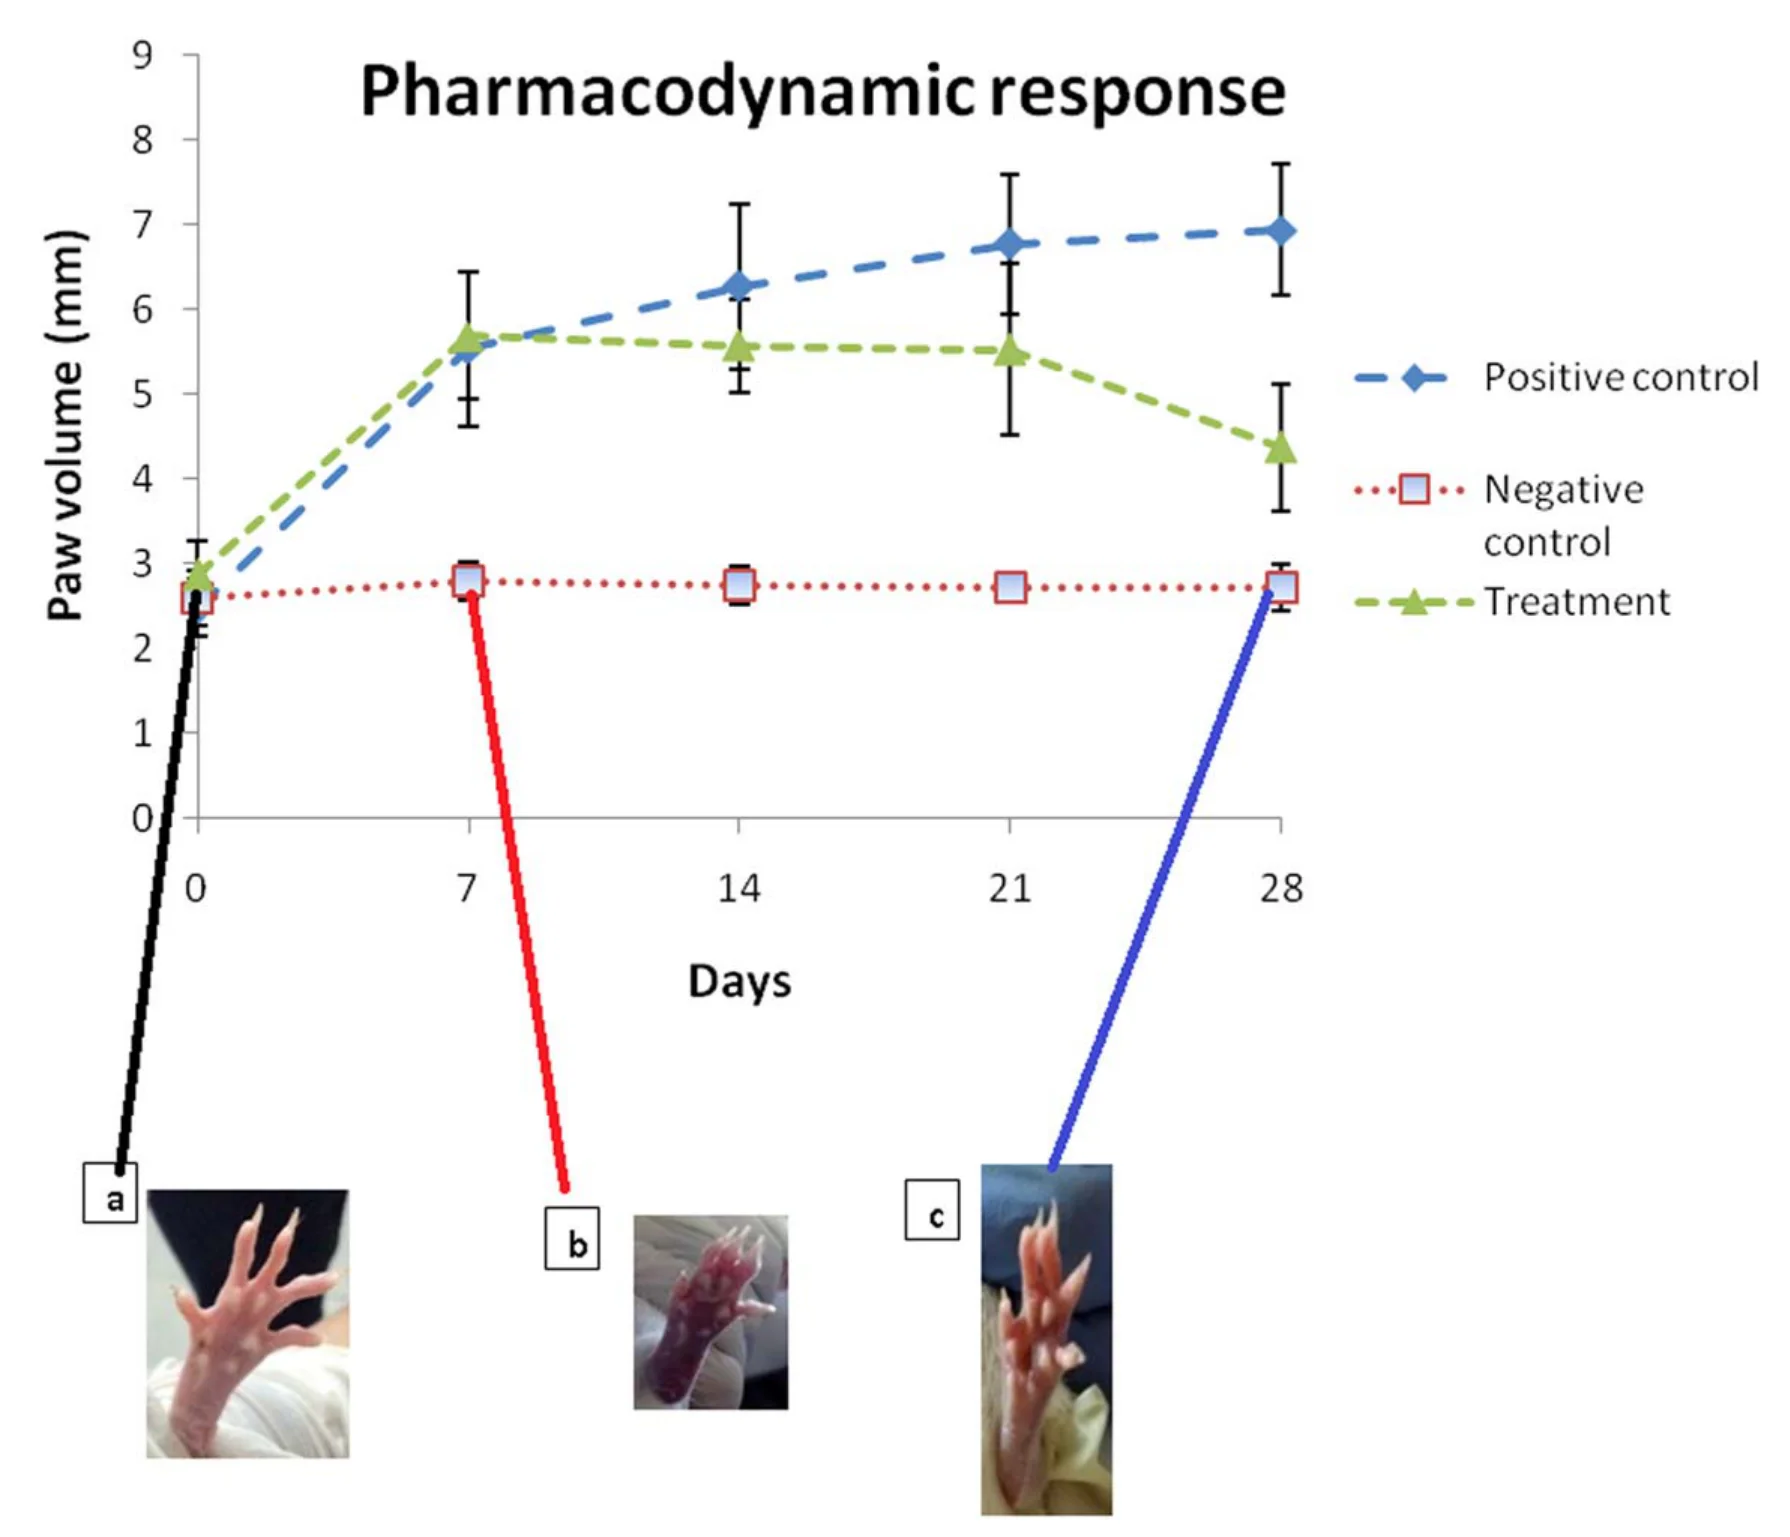 Pharmacodynamic response
9
8
7
6
5
4
3
2
1
0
Paw volume (mm)
0 7 14 21 28
Days
Positive control
Negative
control
Treatment
a
b
c